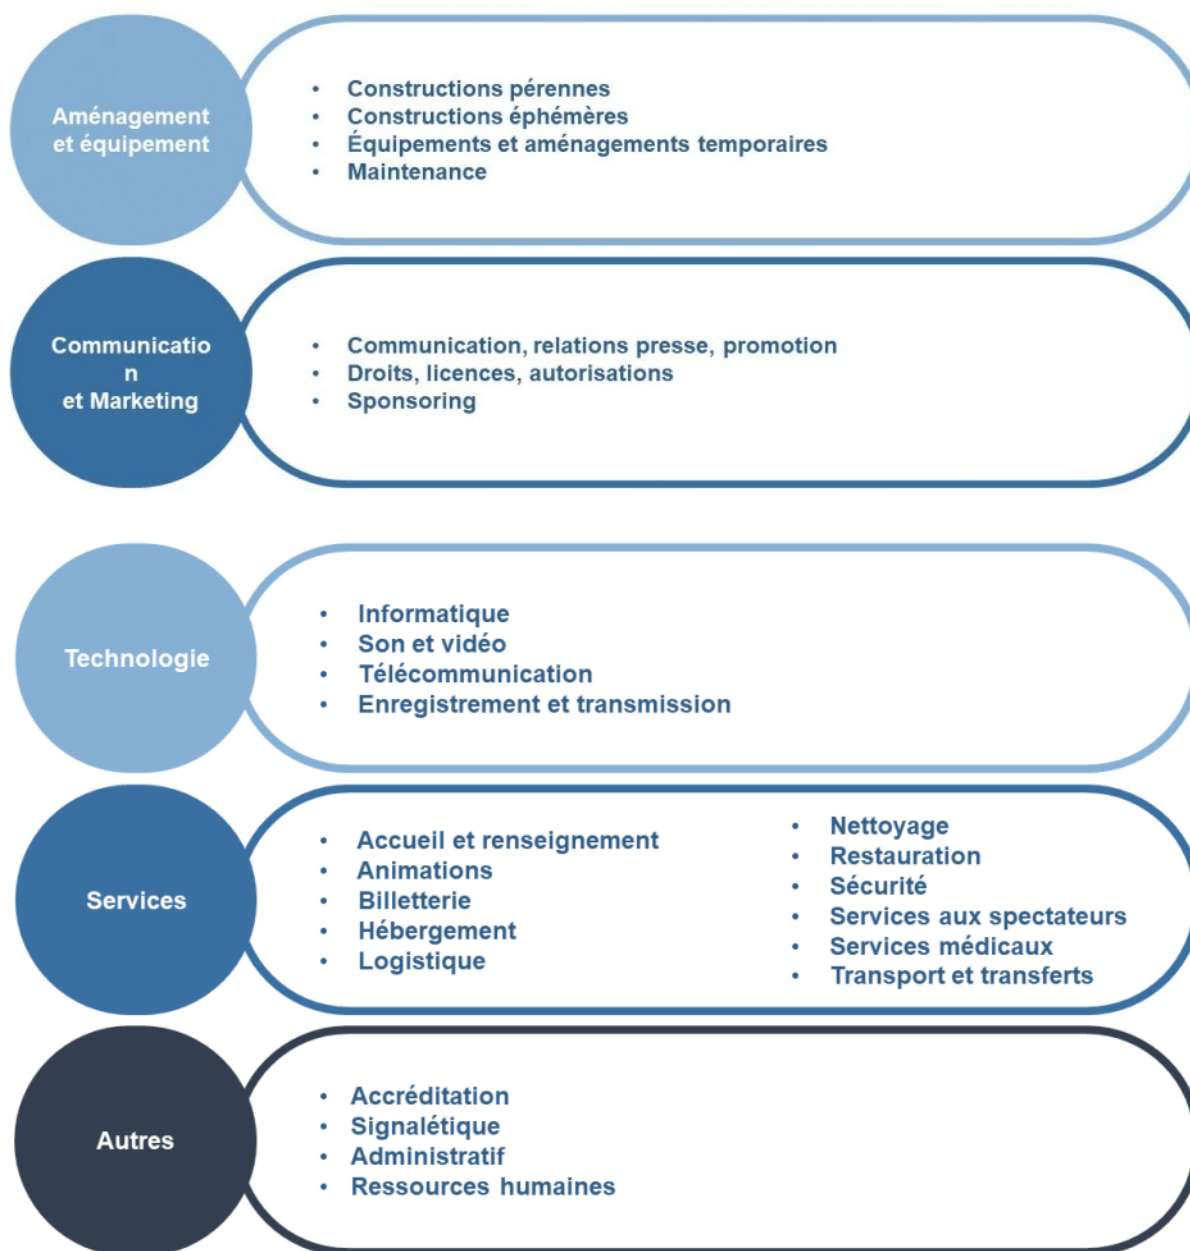 Aménagement
et équipement
• Constructions pérennes
• Constructions éphémères
• Équipements et aménagements temporaires
• Maintenance
Communicatio
n
et Marketing
• Communication, relations presse, promotion
• Droits, licences, autorisations
• Sponsoring
Technologie
• Informatique
• Son et vidéo
• Télécommunication
• Enregistrement et transmission
Services
• Accueil et renseignement
• Animations
• Billetterie
• Hébergement
• Logistique
• Nettoyage
• Restauration
• Sécurité
• Services aux spectateurs
• Services médicaux
• Transport et transferts
Autres
• Accréditation
• Signalétique
• Administratif
• Ressources humaines